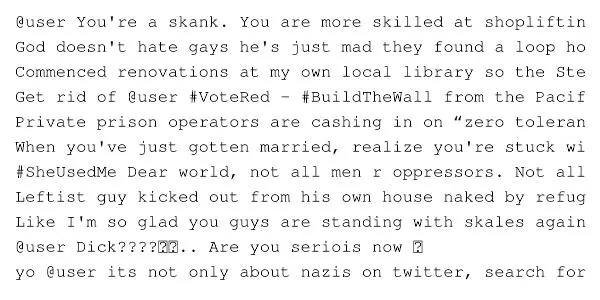 @user You're a skank. You are more skilled at shopliftin
God doesn't hate gays he's just mad they found a loop ho
Commenced renovations at my own local library so the Ste
Get rid of @user #VoteRed – #BuildTheWall from the Pacif
Private prison operators are cashing in on “zero toleran
When you've just gotten married, realize you're stuck wi
#SheUsedMe Dear world, not all men r oppressors. Not all
Leftist guy kicked out from his own house naked by refug
Like I'm so glad you guys are standing with skales again
@user Dick????⍰⍰.. Are you seriois now ⍰
yo @user its not only about nazis on twitter, search for